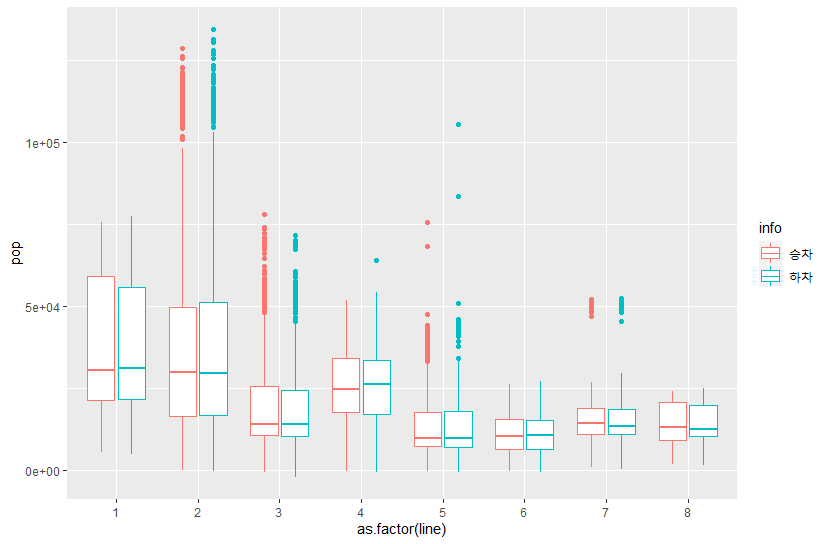 pop
1e+05
5e+04
0e+00
1 2 3 4 5 6 7 8
as.factor(line)
info
승차
하차